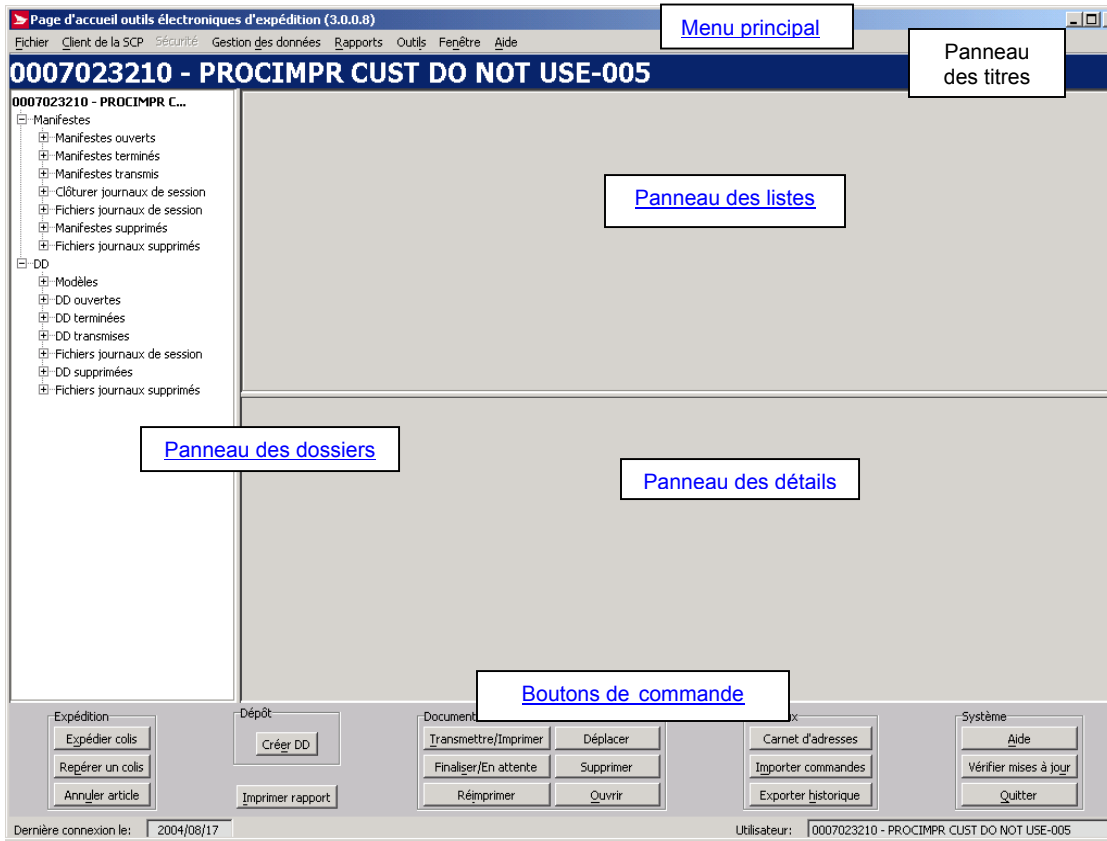 Page d'accueil outils électroniques d'expédition (3.0.0.8)
Menu principal
Fichier Client de la SCP Sécurité Gestion des données Rapports Outils Fenêtre Aide
Panneau
des titres
0007023210 - PROCIMPR CUST DO NOT USE-005
0007023210 - PROCIMPR C...
Manifestes
Manifestes ouverts
Manifestes terminés
Manifestes transmis
Clôturer journaux de session
Fichiers journaux de session
Manifestes supprimés
Fichiers journaux supprimés
DD
Modèles
DD ouvertes
DD terminées
DD transmises
Fichiers journaux de session
DD supprimées
Fichiers journaux supprimés
Panneau des listes
Panneau des dossiers
Panneau des détails
Boutons de commande
Expédition
Expédier colis
Repérer un colis
Annuler article
Dépôt
Créer DD
Imprimer rapport
Document
Transmettre/Imprimer Déplacer
Finaliser/En attente Supprimer
Réimprimer Ouvrir
x
Carnet d'adresses
Importer commandes
Exporter historique
Système
Aide
Vérifier mises à jour
Quitter
Dernière connexion le: 2004/08/17
Utilisateur: 0007023210 - PROCIMPR CUST DO NOT USE-005